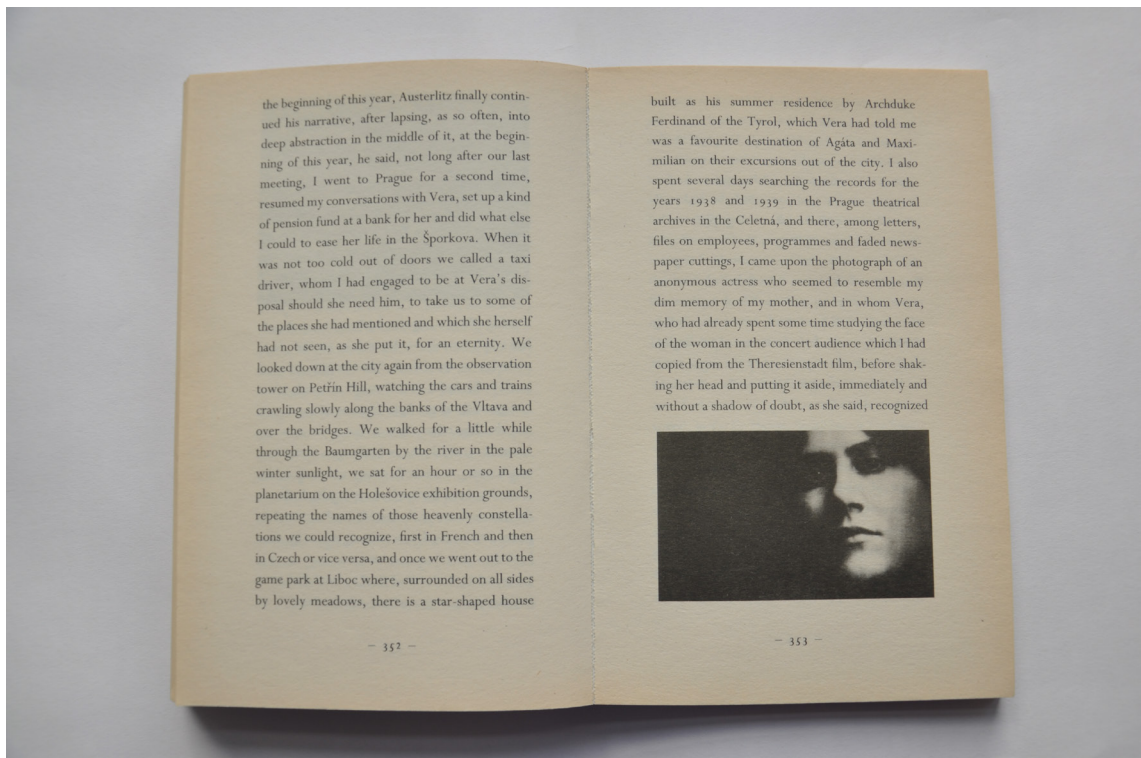 the beginning of this year, Austerlitz finally contin-
ued his narrative, after lapsing, as so often, into
deep abstraction in the middle of it, at the begin-
ning of this year, he said, not long after our last
meeting, I went to Prague for a second time,
resumed my conversations with Vera, set up a kind
of pension fund at a bank for her and did what else
I could to ease her life in the Šporkova. When it
was not too cold out of doors we called a taxi
driver, whom I had engaged to be at Vera's dis-
posal should she need him, to take us to some of
the places she had mentioned and which she herself
had not seen, as she put it, for an eternity. We
looked down at the city again from the observation
tower on Petřín Hill, watching the cars and trains
crawling slowly along the banks of the Vltava and
over the bridges. We walked for a little while
through the Baumgarten by the river in the pale
winter sunlight, we sat for an hour or so in the
planetarium on the Holešovice exhibition grounds,
repeating the names of those heavenly constella-
tions we could recognize, first in French and then
in Czech or vice versa, and once we went out to the
game park at Liboc where, surrounded on all sides
by lovely meadows, there is a star-shaped house
– 352 –
built as his summer residence by Archduke
Ferdinand of the Tyrol, which Vera had told me
was a favourite destination of Agáta and Maxi-
milian on their excursions out of the city. I also
spent several days searching the records for the
years 1938 and 1939 in the Prague theatrical
archives in the Celetná, and there, among letters,
files on employees, programmes and faded news-
paper cuttings, I came upon the photograph of an
anonymous actress who seemed to resemble my
dim memory of my mother, and in whom Vera,
who had already spent some time studying the face
of the woman in the concert audience which I had
copied from the Theresienstadt film, before shak-
ing her head and putting it aside, immediately and
without a shadow of doubt, as she said, recognized
– 353 –